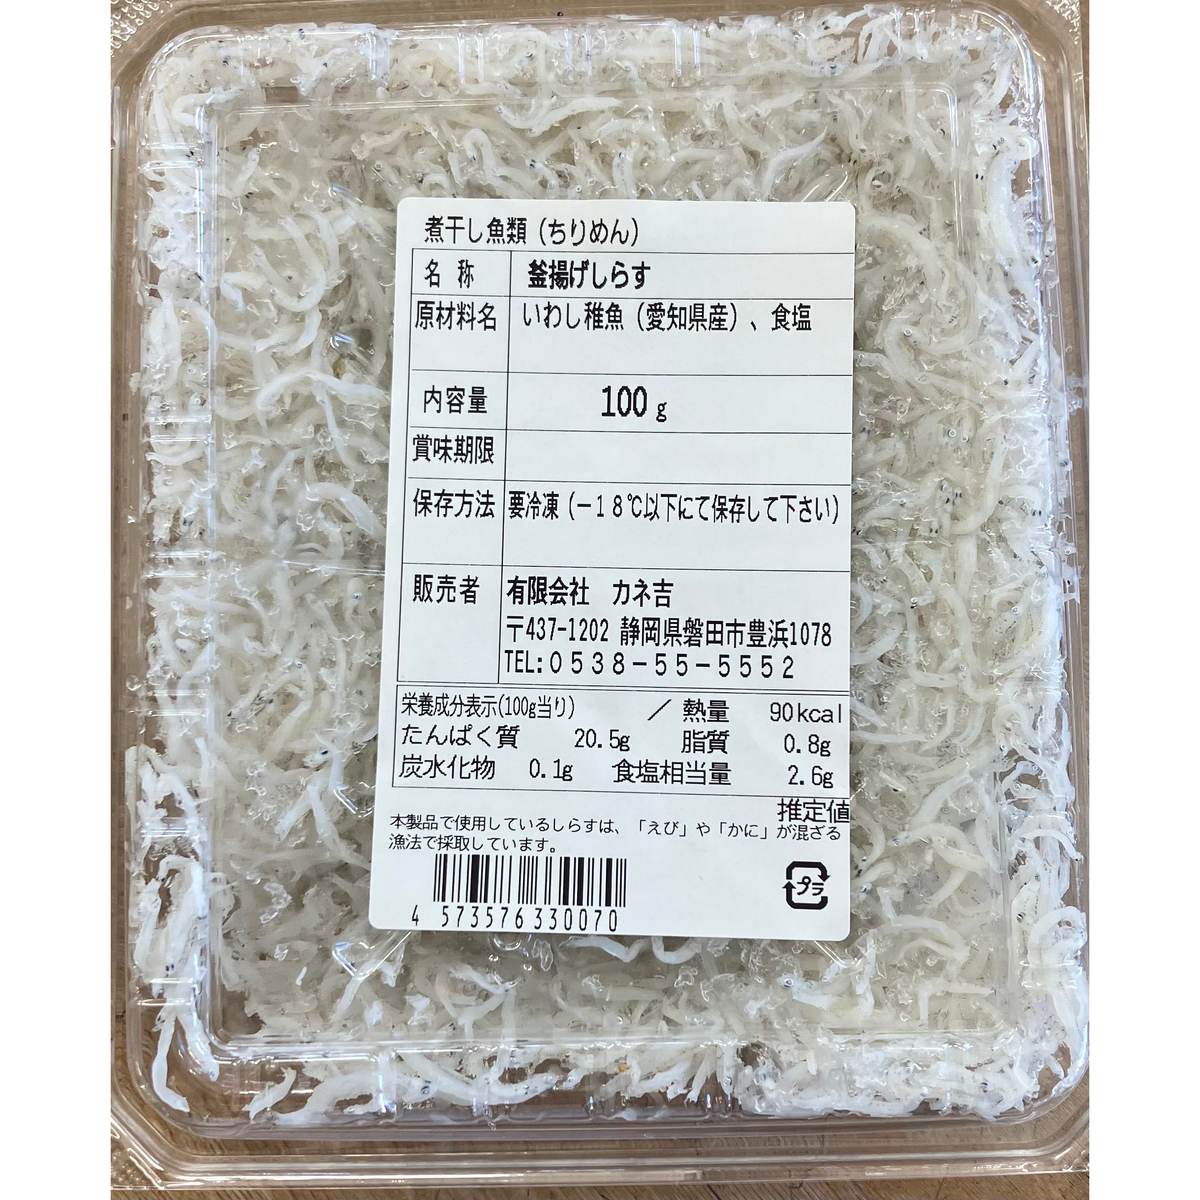 煮干し魚類（ちりめん）
名 称 釜揚げしらす
原材料名 いわし稚魚（愛知県産）、食塩
内容量 100g
賞味期限
保存方法 要冷凍（－１８℃以下にて保存して下さい）
販売者 有限会社 カネ吉
〒437-1202 静岡県磐田市豊浜1078
TEL:０５３８－５５－５５５２
栄養成分表示(100g当り) ／ 熱量 90kcal
たんぱく質 20.5g 脂質 0.8g
炭水化物 0.1g 食塩相当量 2.6g
推定値
本製品で使用しているしらすは、「えび」や「かに」が混ざる
漁法で採取しています。
プラ
4 573576 330070